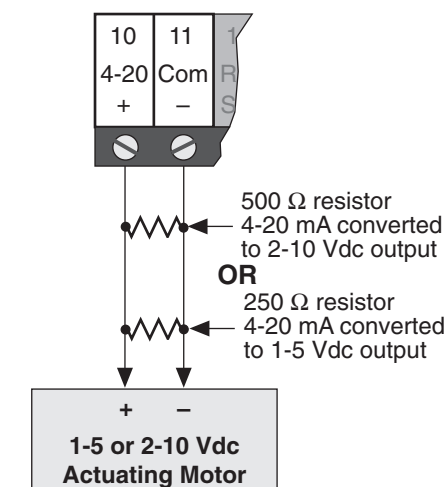 10 11 1
4-20 Com R
+ – S
500 Ω resistor
4-20 mA converted
to 2-10 Vdc output
OR
250 Ω resistor
4-20 mA converted
to 1-5 Vdc output
+ –
1-5 or 2-10 Vdc
Actuating Motor